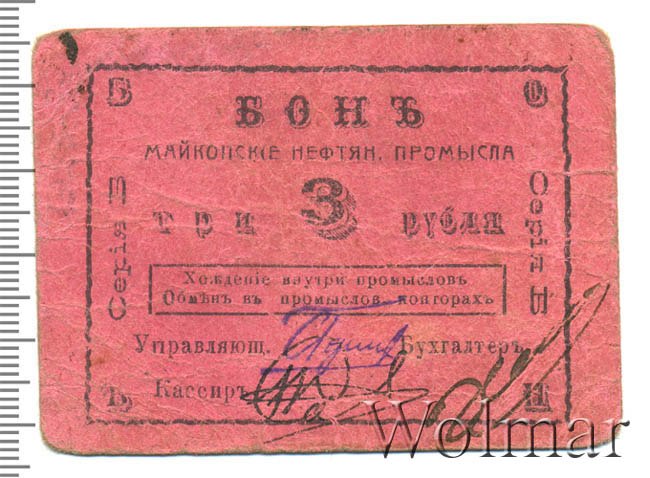 Б О
БОНЪ
МАЙКОПСКІЕ НЕФТЯН. ПРОМЫСЛА
3
три рубля
Серія В
Серія В
Хожденіе внутри промысловъ
Обмѣнъ въ промыслов. конторахъ
Управляющ. Бухгалтеръ
Кассиръ
Ъ Н
Wolmar